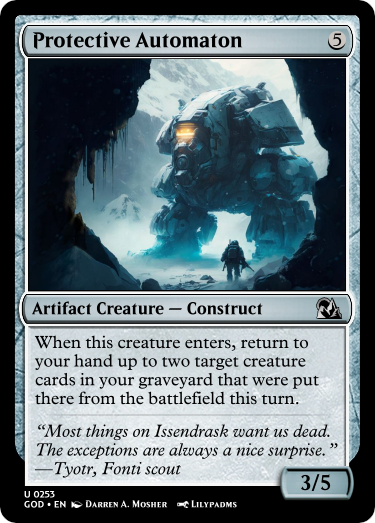 Protective Automaton 5
Artifact Creature — Construct
When this creature enters, return to
your hand up to two target creature
cards in your graveyard that were put
there from the battlefield this turn.
“Most things on Issendrask want us dead.
The exceptions are always a nice surprise.”
—Tyotr, Fonti scout
3/5
U 0253
GOD • EN DARREN A. MOSHER LILYPADMS